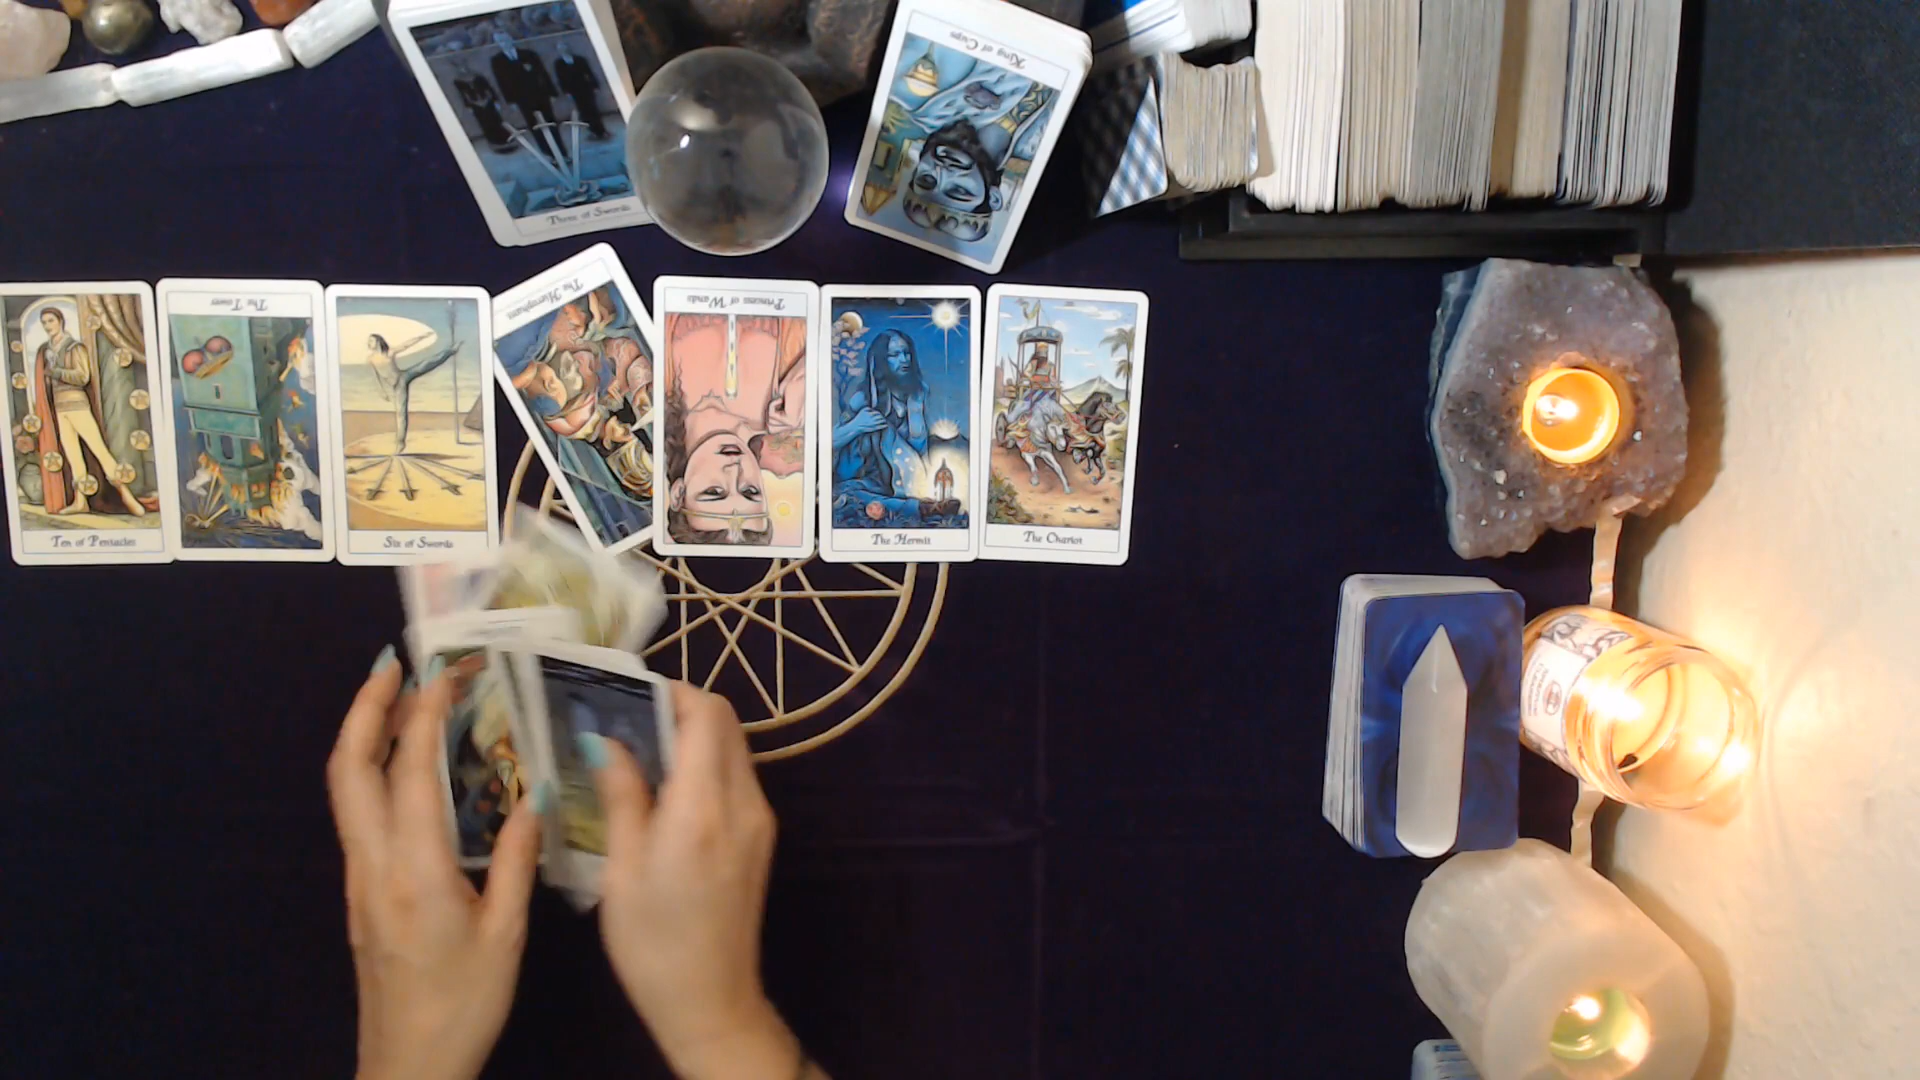 Three of Swords
King of Cups
Ten of Pentacles
The Tower
Six of Swords
The Hierophant
Princess of Wands
The Hermit
The Chariot